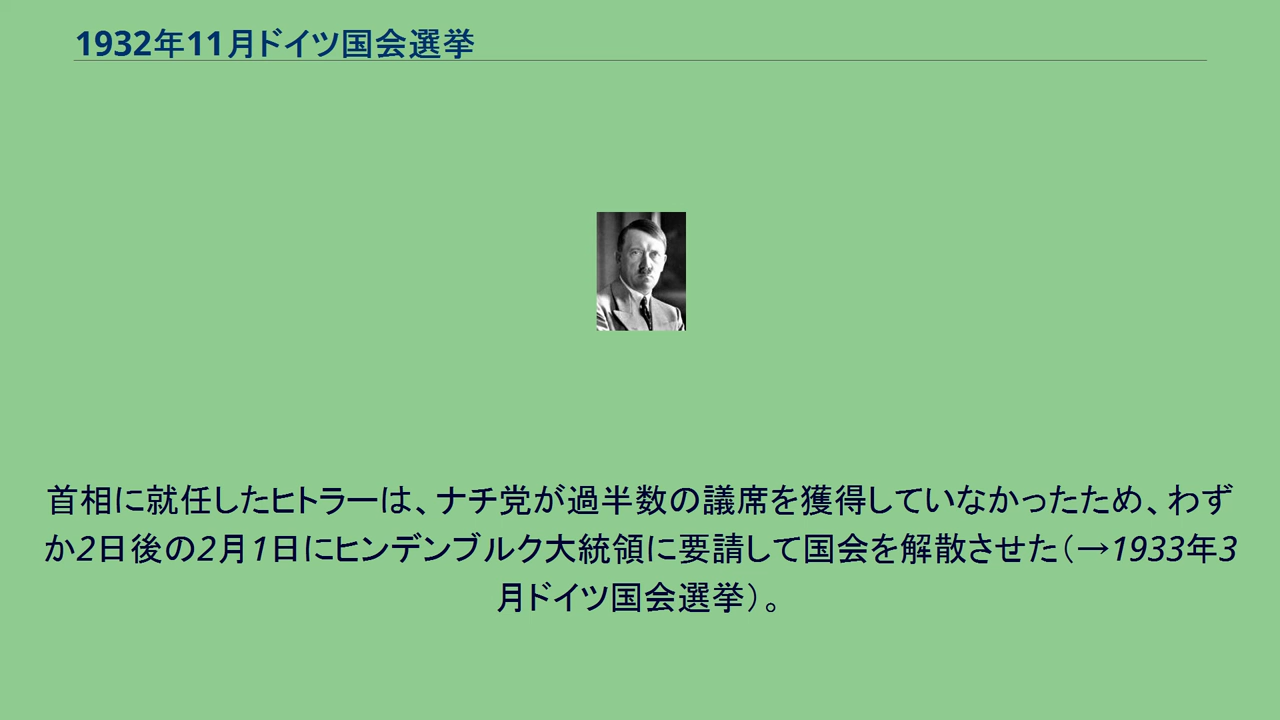 1932年11月ドイツ国会選挙
首相に就任したヒトラーは、ナチ党が過半数の議席を獲得していなかったため、わず
か2日後の2月1日にヒンデンブルク大統領に要請して国会を解散させた（→1933年3
月ドイツ国会選挙）。